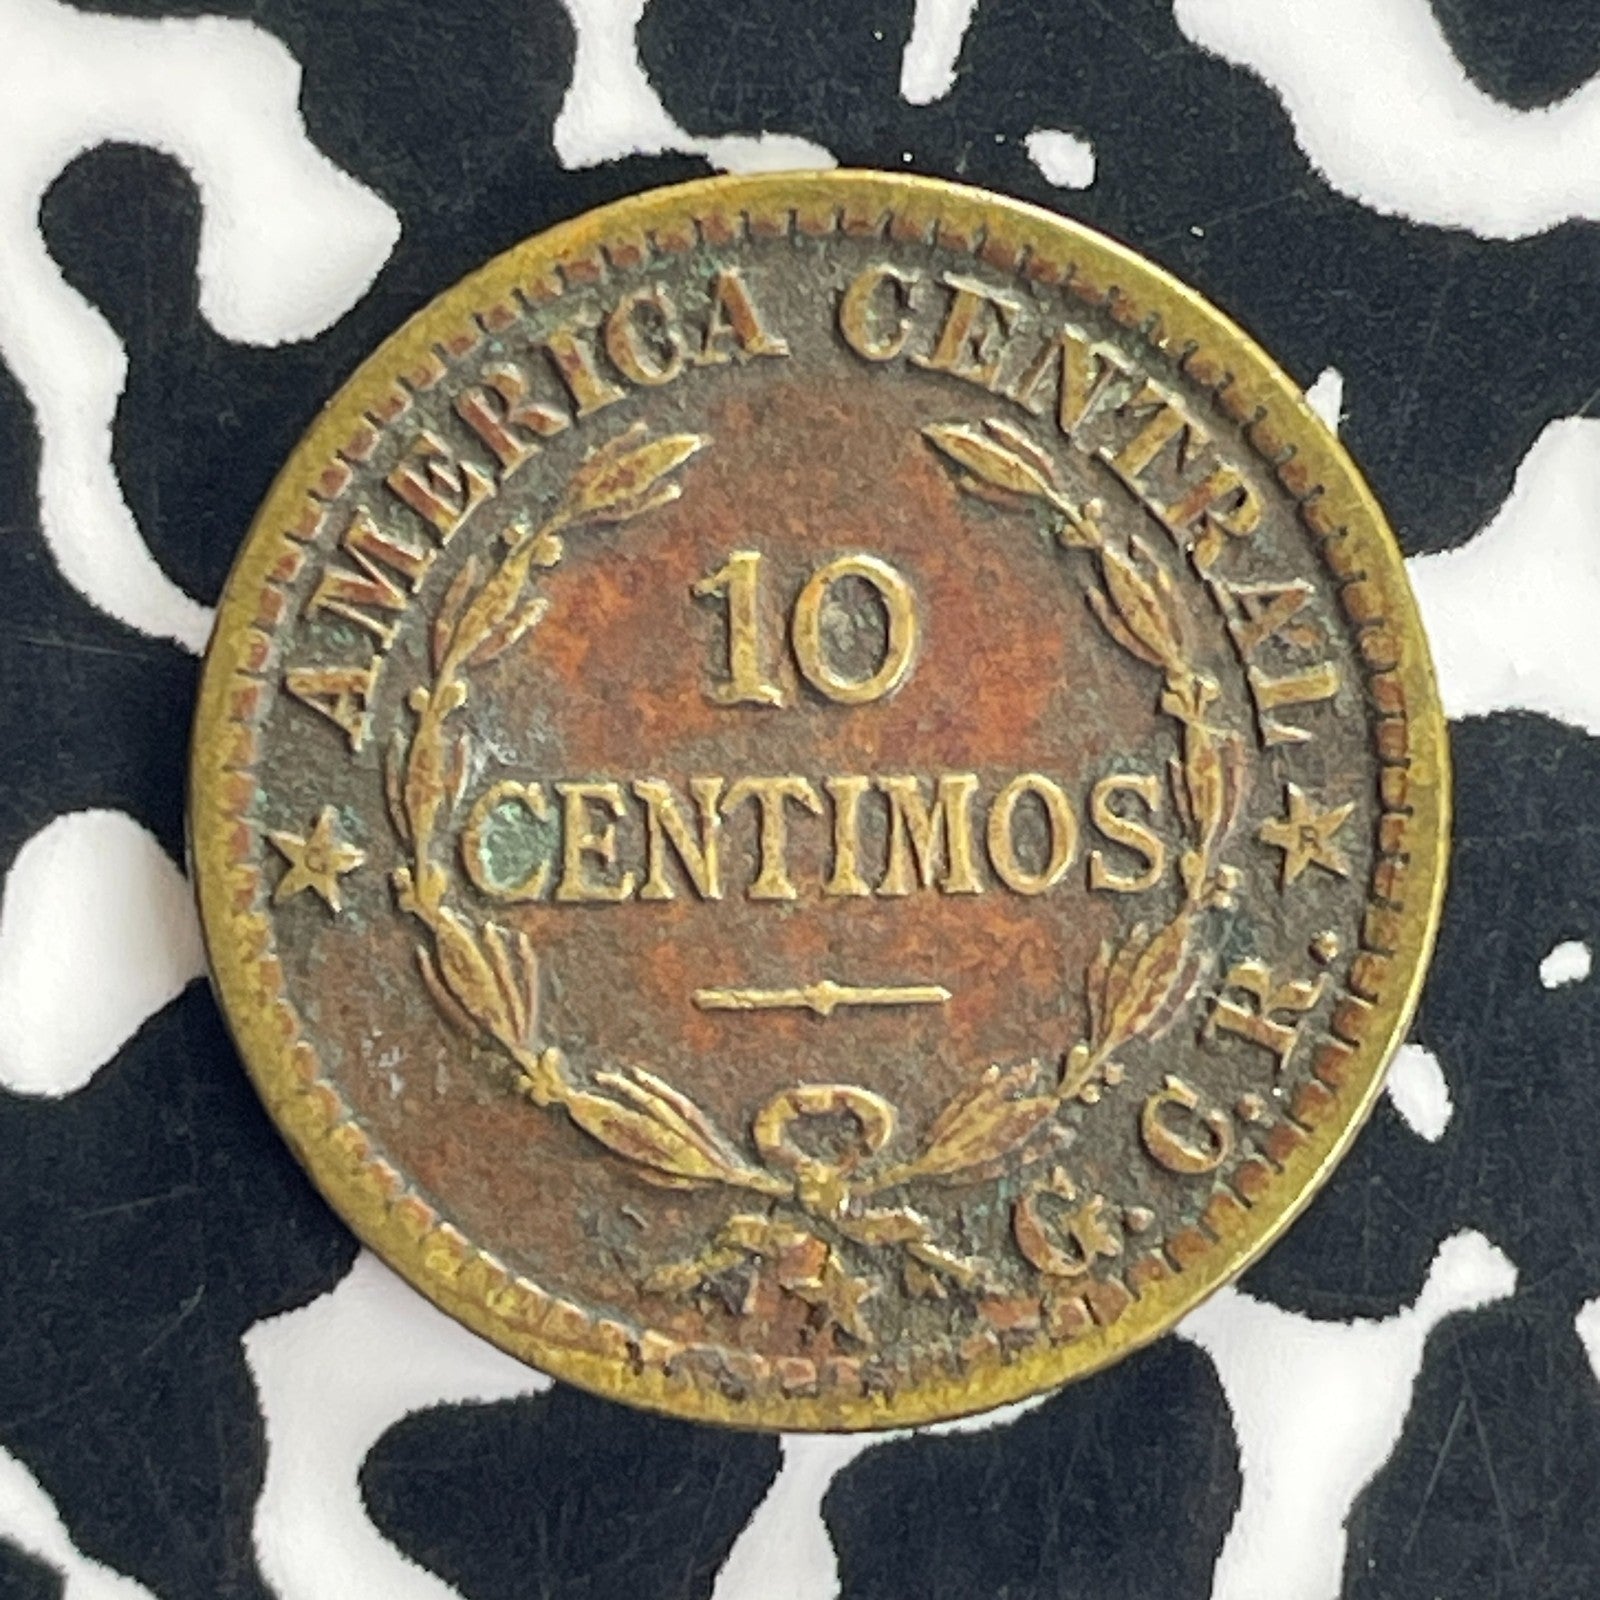 AMERICA CENTRAL
10
CENTIMOS
G R
G. C. R.